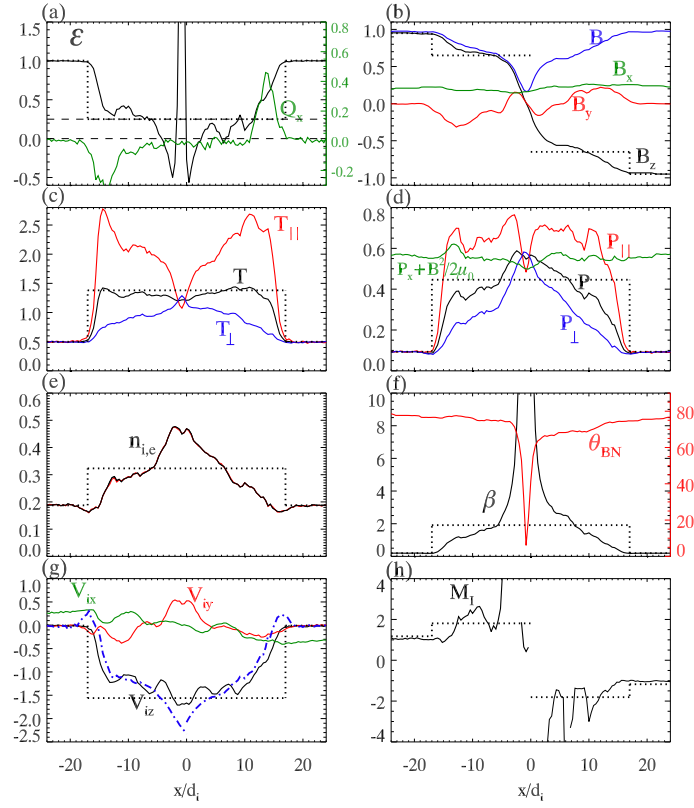 (a)
ε
Q_x
1.5
1.0
0.5
0.0
-0.5
0.8
0.6
0.4
0.2
0.0
-0.2
(b)
B
B_x
B_y
B_z
1.0
0.5
0.0
-0.5
-1.0
(c)
T_||
T
T_⊥
2.5
2.0
1.5
1.0
0.5
0.0
(d)
P_||
P_x+B²/2μ_0
P
P_⊥
0.8
0.6
0.4
0.2
0.0
(e)
n_i,e
0.6
0.5
0.4
0.3
0.2
0.1
0.0
(f)
θ_BN
β
10
8
6
4
2
0
80
60
40
20
0
(g)
V_ix
V_iy
V_iz
1.0
0.5
0.0
-0.5
-1.0
-1.5
-2.0
-2.5
-20 -10 0 10 20
x/d_i
(h)
M_I
4
2
0
-2
-4
-20 -10 0 10 20
x/d_i